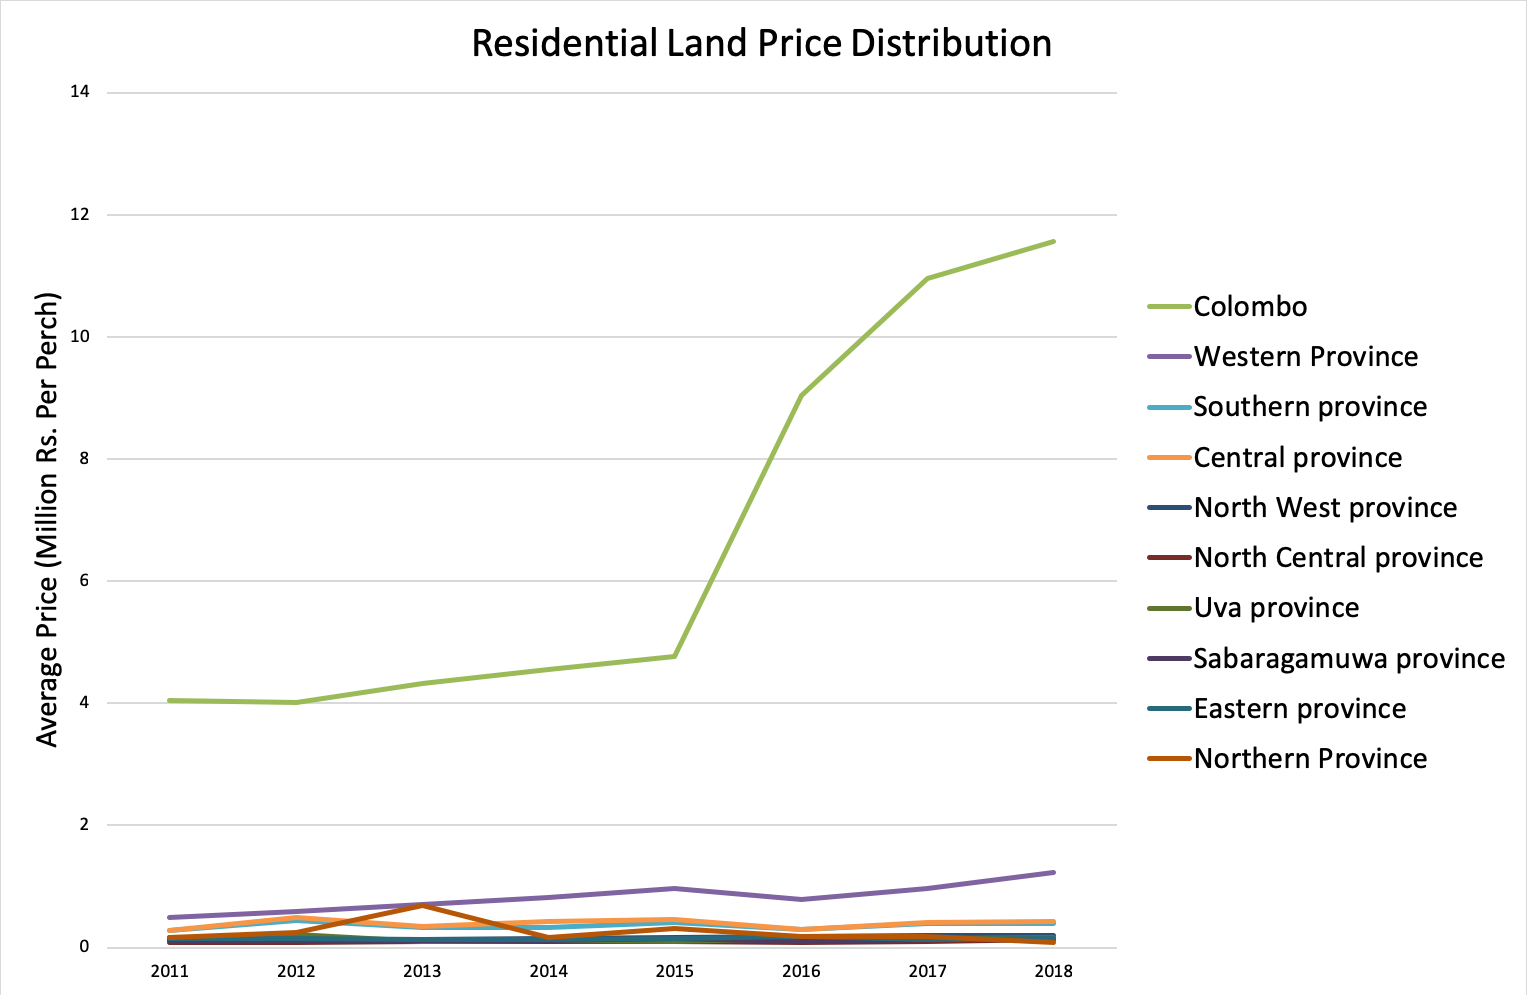 Residential Land Price Distribution
14
12
10
8
6
4
2
0
Average Price (Million Rs. Per Perch)
2011 2012 2013 2014 2015 2016 2017 2018
Colombo
Western Province
Southern province
Central province
North West province
North Central province
Uva province
Sabaragamuwa province
Eastern province
Northern Province